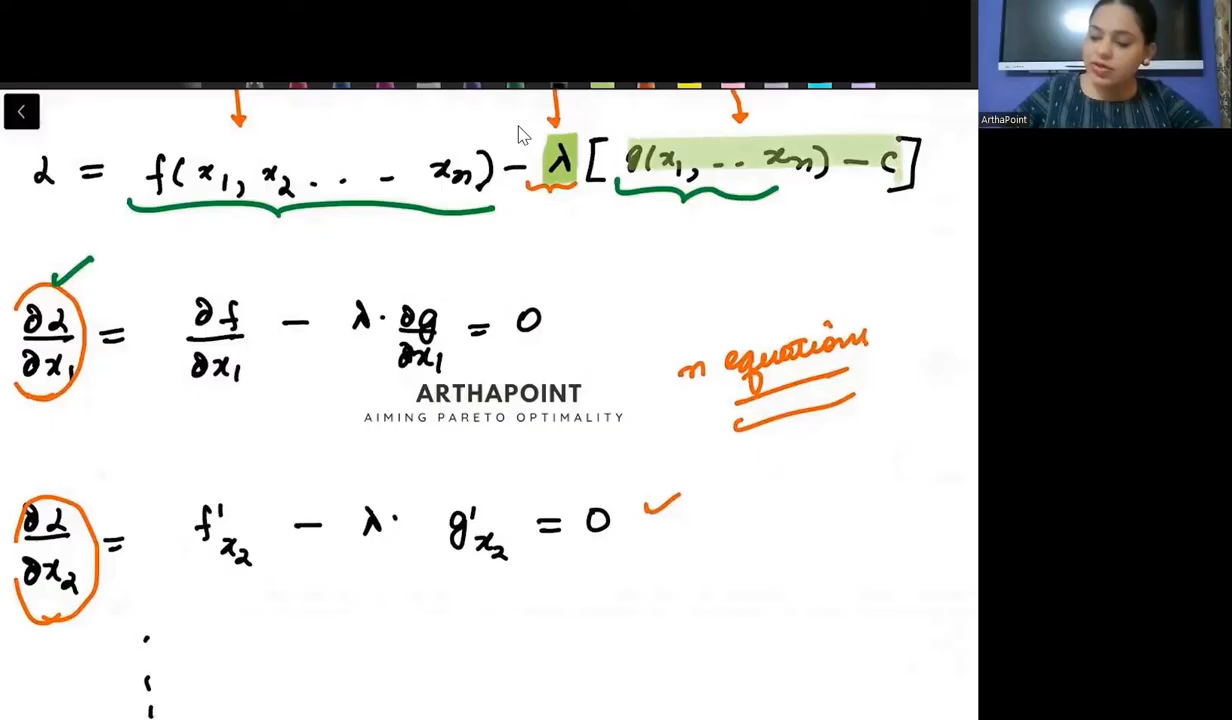 ArthaPoint
ℒ = f(x₁, x₂ . . . - xₙ) − λ [ g(x₁, . . xₙ) − c ]
∂ℒ/∂x₁ = ∂f/∂x₁ − λ · ∂g/∂x₁ = 0
n equations
ARTHAPOINT
AIMING PARETO OPTIMALITY
∂ℒ/∂x₂ = f'x₂ − λ · g'x₂ = 0